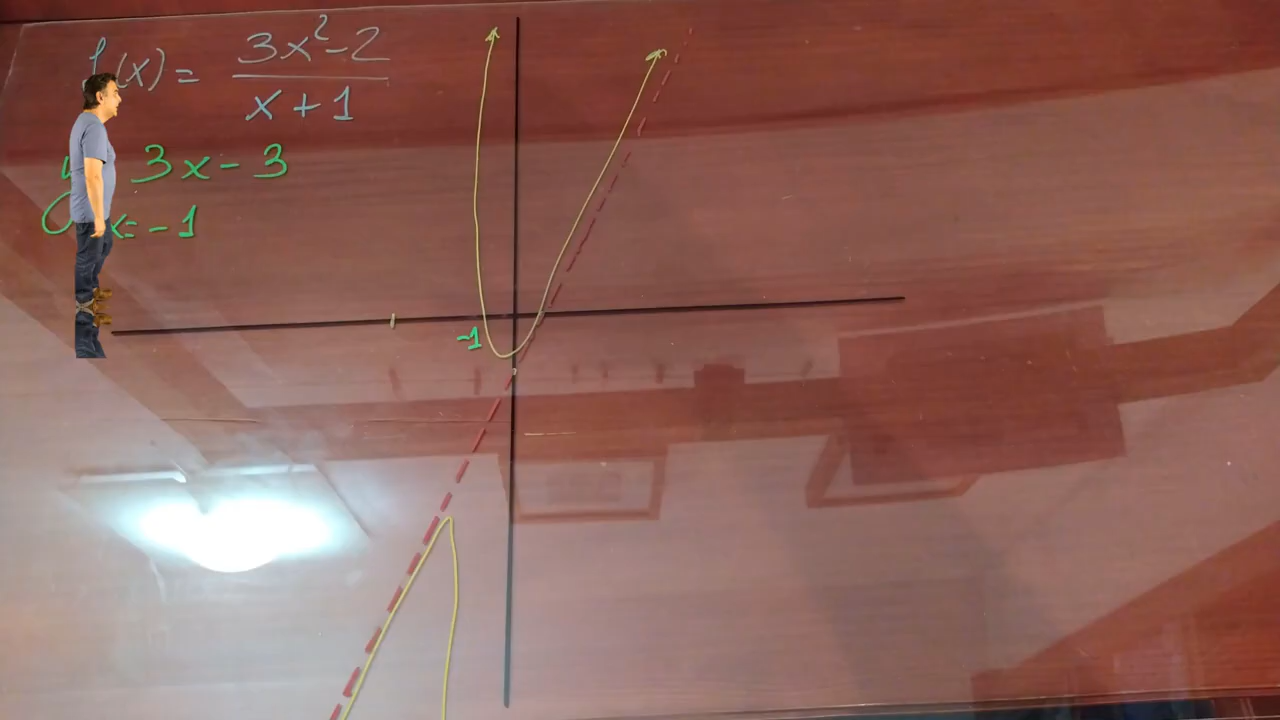 f(x) = (3x²-2)/(x+1)
y 3x-3
x=-1
-1